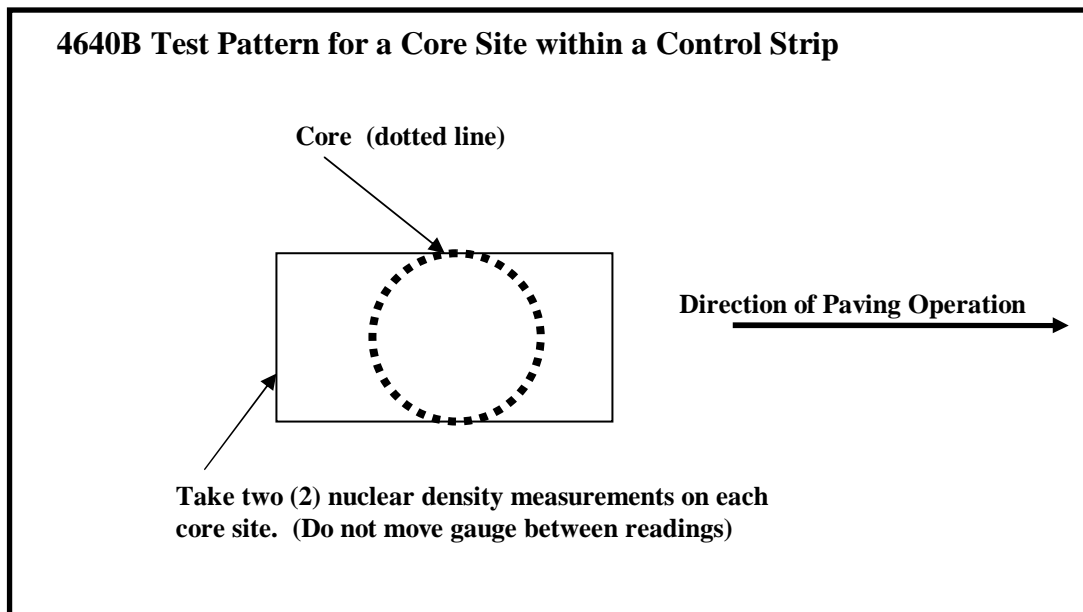 4640B Test Pattern for a Core Site within a Control Strip
Core (dotted line)
Direction of Paving Operation
Take two (2) nuclear density measurements on each
core site. (Do not move gauge between readings)